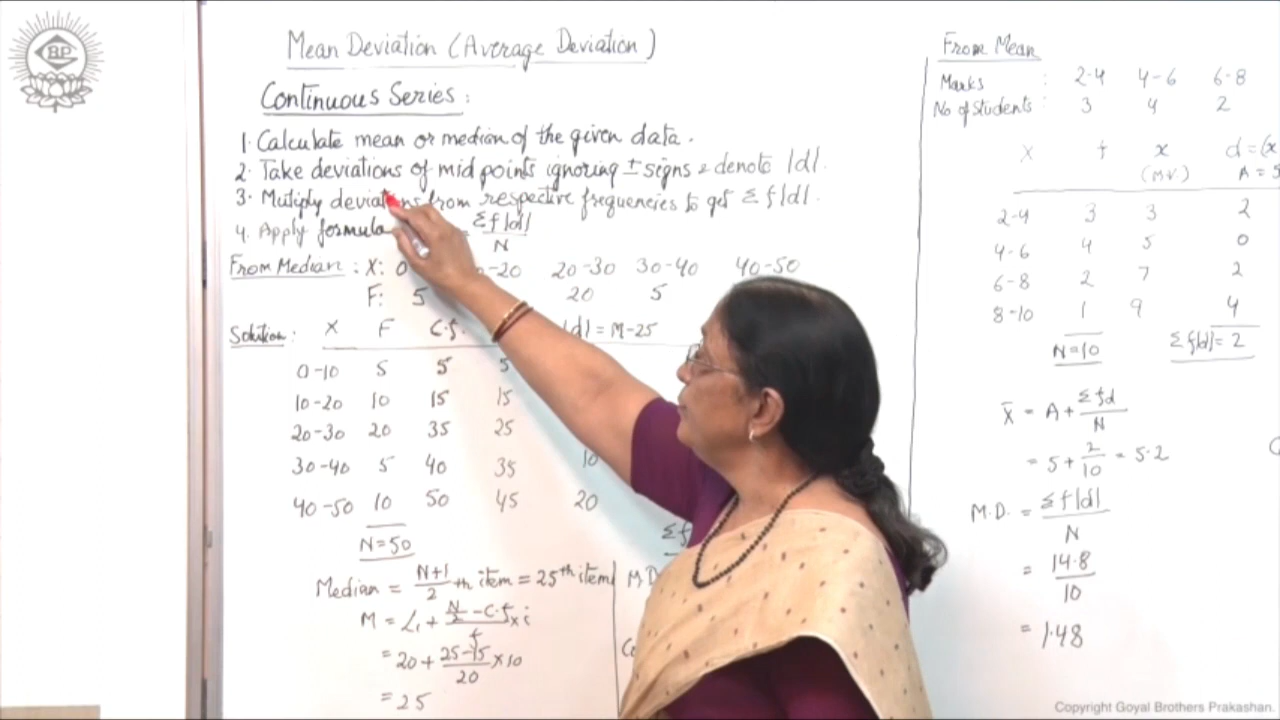 BP
Mean Deviation (Average Deviation)
Continuous Series:
1. Calculate mean or median of the given data.
2. Take deviations of mid points ignoring ± signs & denote |d|.
3. Mutiply from respective frequencies to get Σf|d|.
4. Apply formula = Σf|d| / N
From Median : X: 0 -20 20-30 30-40 40-50
F: 5 20 5
Solution: X F C.f. |d| = M-25
0-10 5 5 5
10-20 10 15 15
20-30 20 35 25
30-40 5 40 35 10
40-50 10 50 45 20
N=50
Σf
Median = N+1 / 2 th item = 25th item
M.D
M = L₁ + N/2 - C.f / f × i
= 20 + 25-15 / 20 × 10
= 25
From Mean
Marks : 2-4 4-6 6-8
No of Students : 3 4 2
X f x d = (x
(M.V.) A = 5
2-4 3 3 2
4-6 4 5 0
6-8 2 7 2
8-10 1 9 4
N=10 Σf|d|= 2
X̄ = A + Σfd / N
= 5 + 2/10 = 5.2
M.D. = Σf|d| / N
= 14.8 / 10
= 1.48
Copyright Goyal Brothers Prakashan.